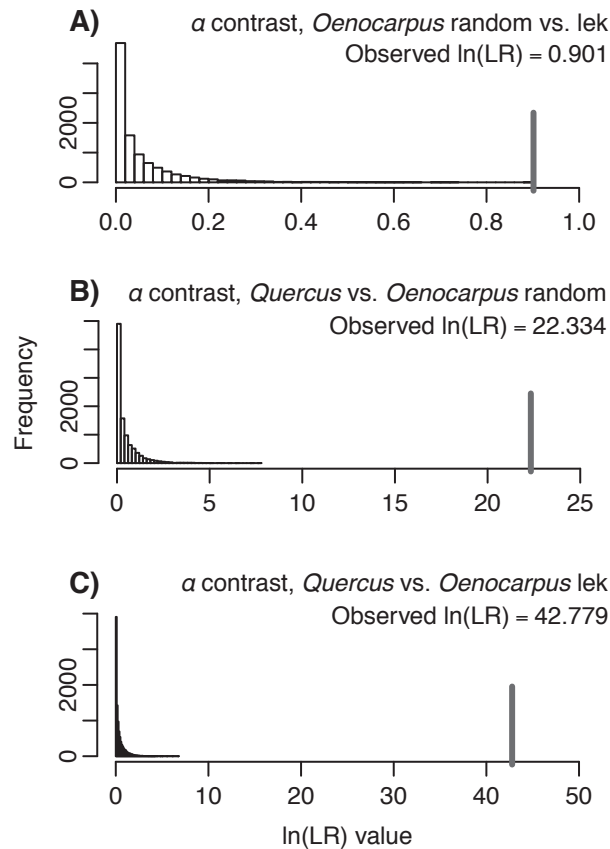 A)
α contrast, Oenocarpus random vs. lek
Observed ln(LR) = 0.901
2000
0
0.0 0.2 0.4 0.6 0.8 1.0
B)
α contrast, Quercus vs. Oenocarpus random
Observed ln(LR) = 22.334
Frequency
2000
0
0 5 10 15 20 25
C)
α contrast, Quercus vs. Oenocarpus lek
Observed ln(LR) = 42.779
2000
0
0 10 20 30 40 50
ln(LR) value